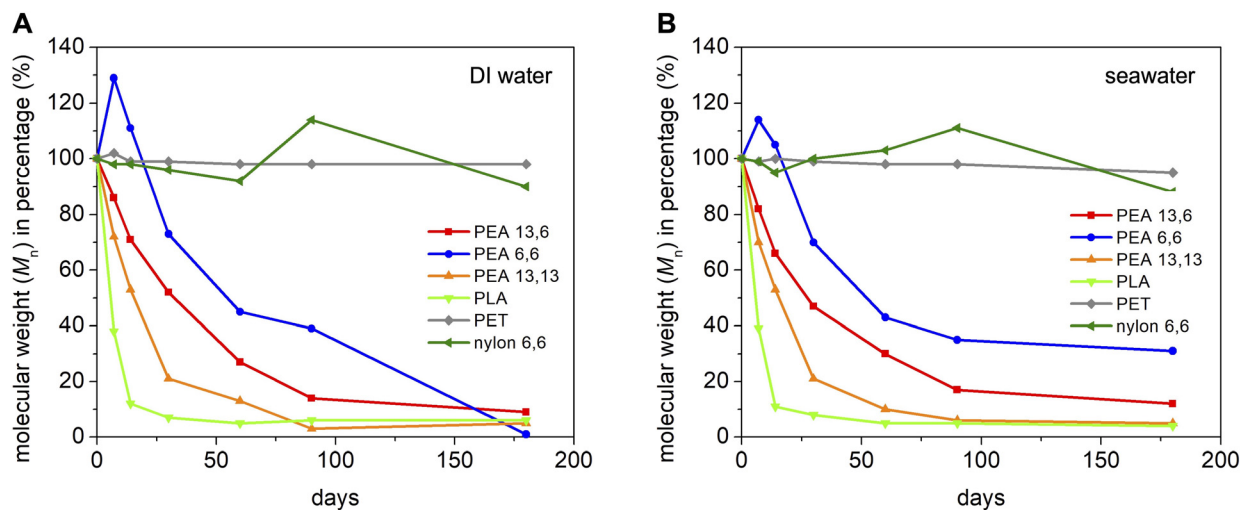 A
molecular weight (Mn) in percentage (%)
140
120
100
80
60
40
20
0
DI water
PEA 13,6
PEA 6,6
PEA 13,13
PLA
PET
nylon 6,6
0 50 100 150 200
days
B
molecular weight (Mn) in percentage (%)
140
120
100
80
60
40
20
0
seawater
PEA 13,6
PEA 6,6
PEA 13,13
PLA
PET
nylon 6,6
0 50 100 150 200
days